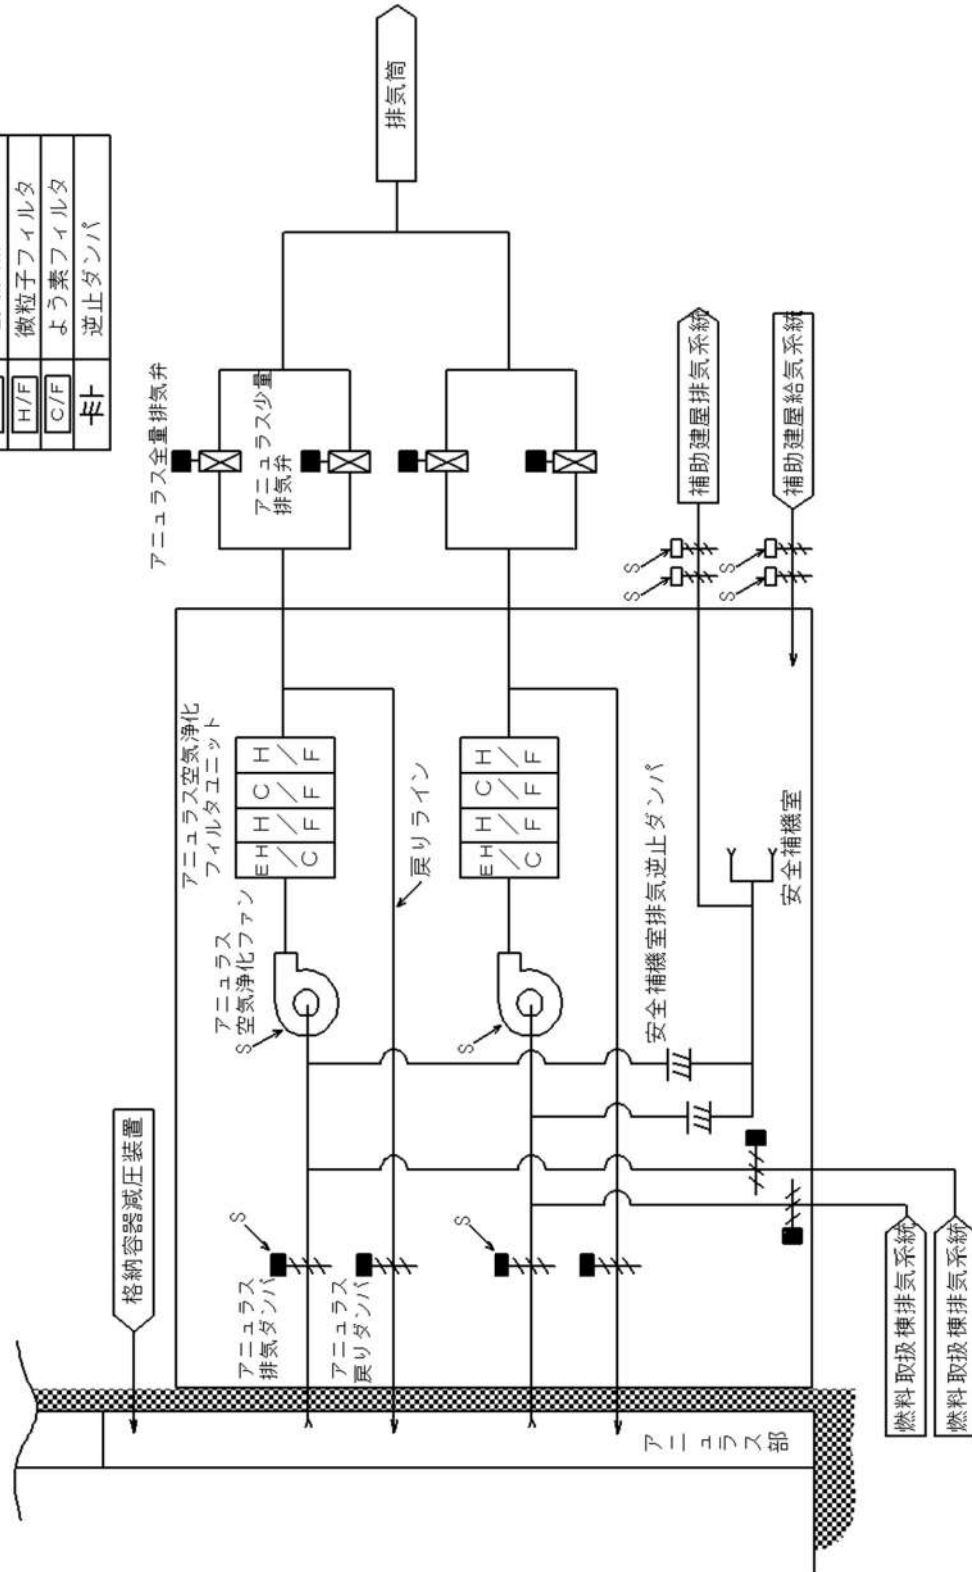 H/F 微粒子フィルタ
C/F よう素フィルタ
逆止ダンパ
排気筒
アニュラス全量排気弁
アニュラス少量
排気弁
補助建屋排気系統
補助建屋給気系統
S
S
S
S
アニュラス空気浄化
フィルタユニット
EH/C H/F C/F H/F
戻りライン
アニュラス
空気浄化ファン
S
EH/C H/F C/F H/F
S
安全補機室排気逆止ダンパ
安全補機室
格納容器減圧装置
S
アニュラス
排気ダンパ
アニュラス
戻りダンパ
S
アニュラス部
燃料取扱棟排気系統
燃料取扱棟排気系統